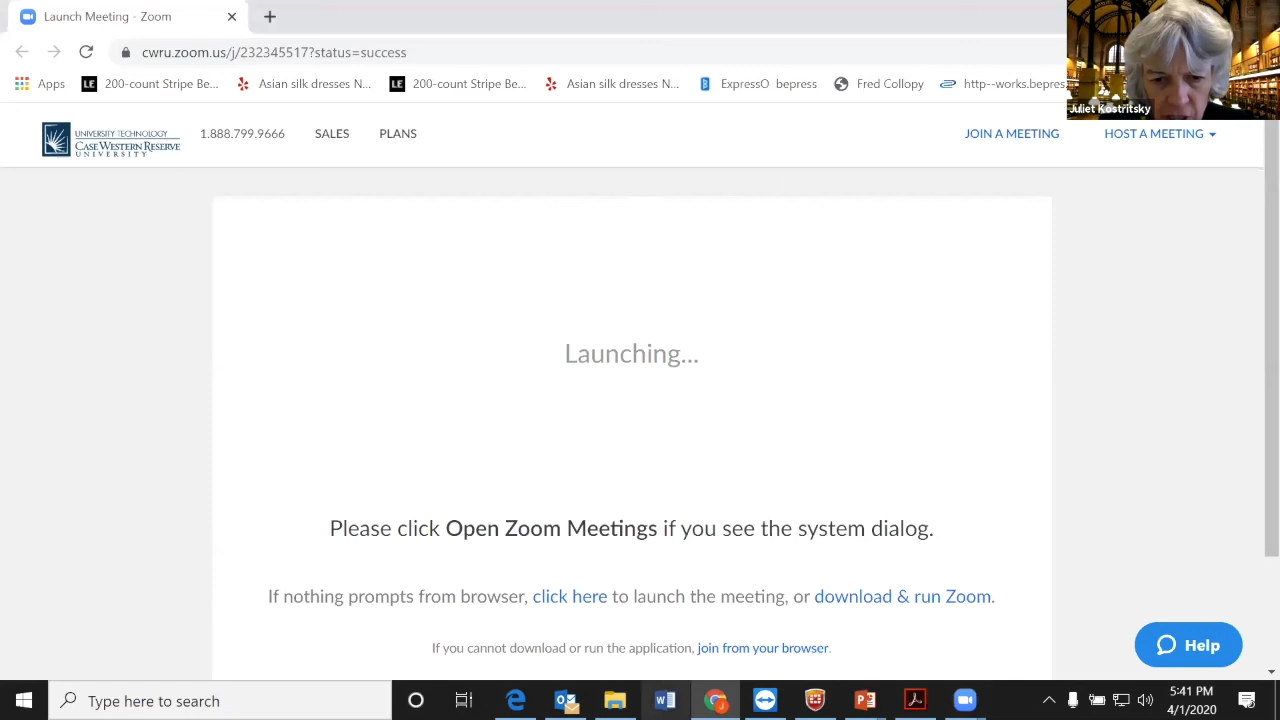 Launch Meeting - Zoom
cwru.zoom.us/j/232345517?status=success
Apps
LE 200-count Stripe Be...
Asian silk dresses N...
LE 200-count Stripe Be...
Asian silk dresses N...
ExpressO bepress
Fred Collopy
http--works.bepres
Juliet Kostritsky
UNIVERSITY TECHNOLOGY
CASE WESTERN RESERVE
UNIVERSITY
1.888.799.9666
SALES
PLANS
JOIN A MEETING
HOST A MEETING
Launching...
Please click Open Zoom Meetings if you see the system dialog.
If nothing prompts from browser, click here to launch the meeting, or download & run Zoom.
If you cannot download or run the application, join from your browser.
Help
Type here to search
5:41 PM
4/1/2020